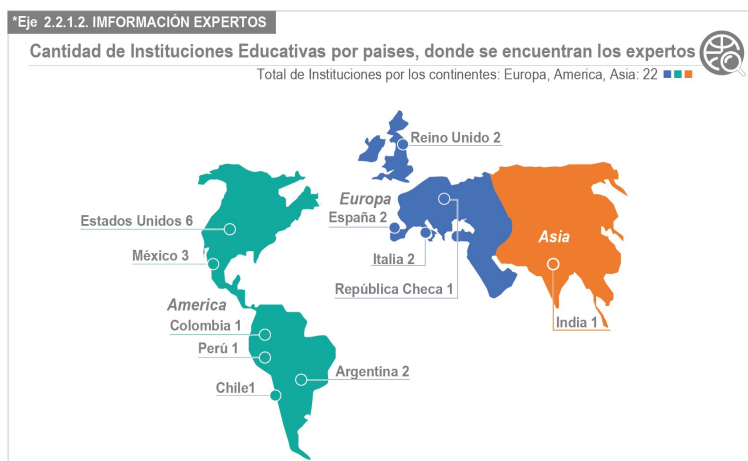 *Eje 2.2.1.2. IMFORMACIÓN EXPERTOS
Cantidad de Instituciones Educativas por paises, donde se encuentran los expertos
Total de Instituciones por los continentes: Europa, America, Asia: 22
Reino Unido 2
Europa
España 2
Italia 2
República Checa 1
Asia
India 1
Estados Unidos 6
México 3
America
Colombia 1
Perú 1
Argentina 2
Chile1